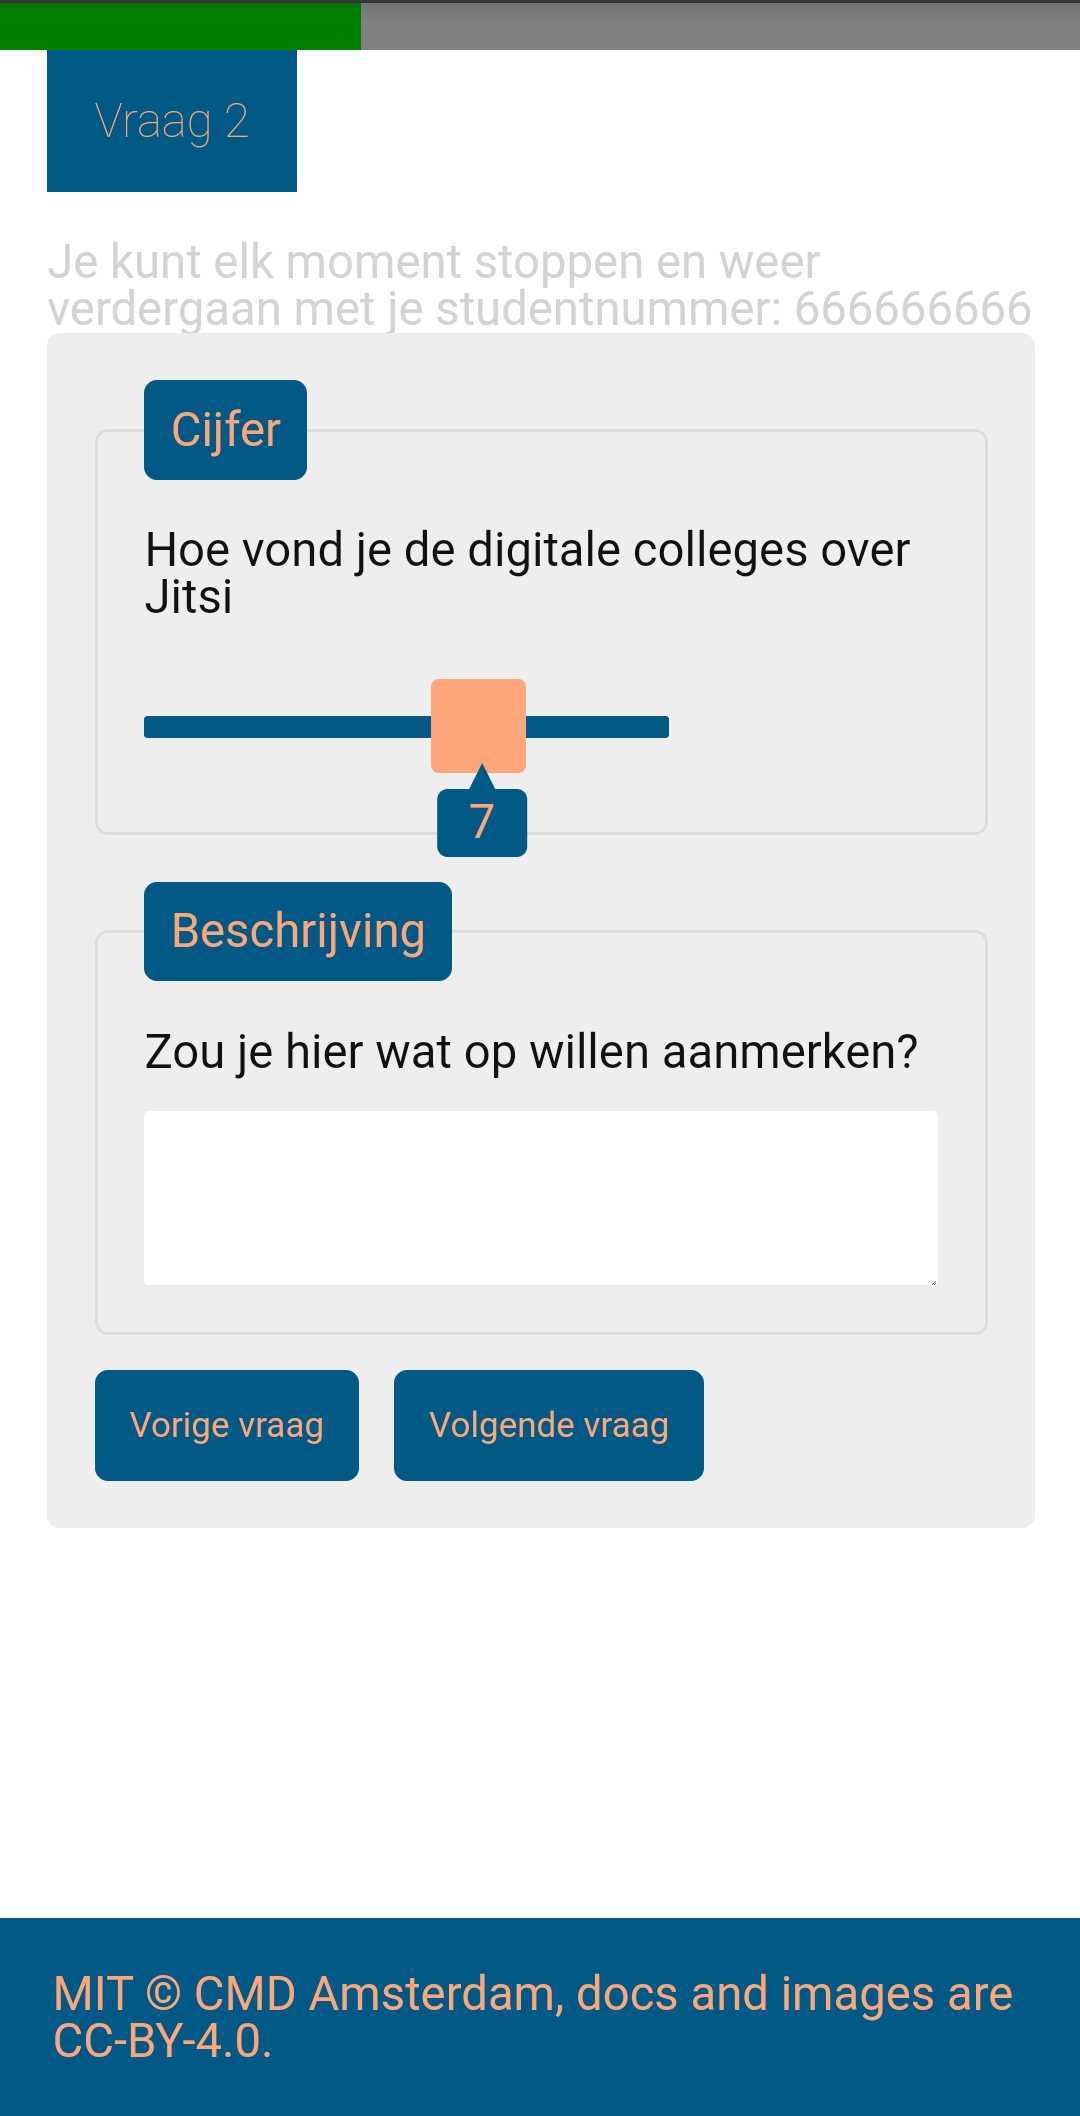 Vraag 2
Je kunt elk moment stoppen en weer
verdergaan met je studentnummer: 666666666
Cijfer
Hoe vond je de digitale colleges over
Jitsi
7
Beschrijving
Zou je hier wat op willen aanmerken?
Vorige vraag
Volgende vraag
MIT © CMD Amsterdam, docs and images are
CC-BY-4.0.